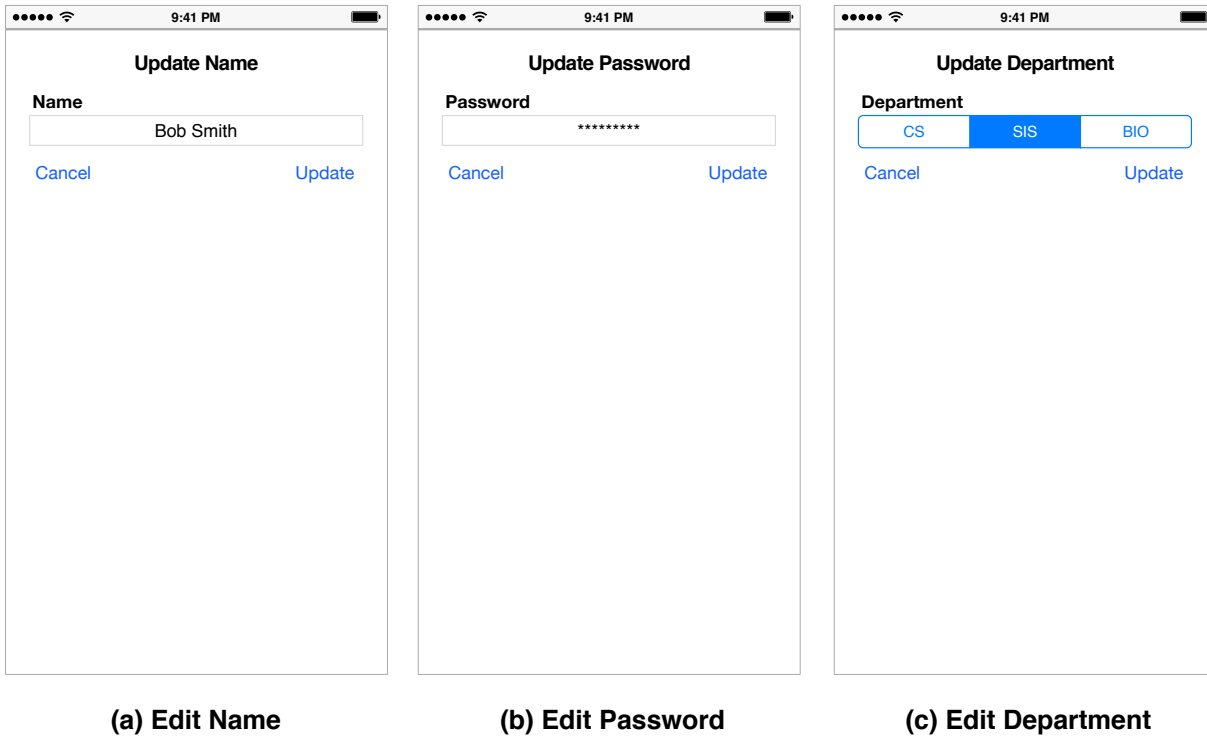 9:41 PM
Update Name
Name
Bob Smith
Cancel Update
(a) Edit Name
9:41 PM
Update Password
Password
*********
Cancel Update
(b) Edit Password
9:41 PM
Update Department
Department
CS SIS BIO
Cancel Update
(c) Edit Department